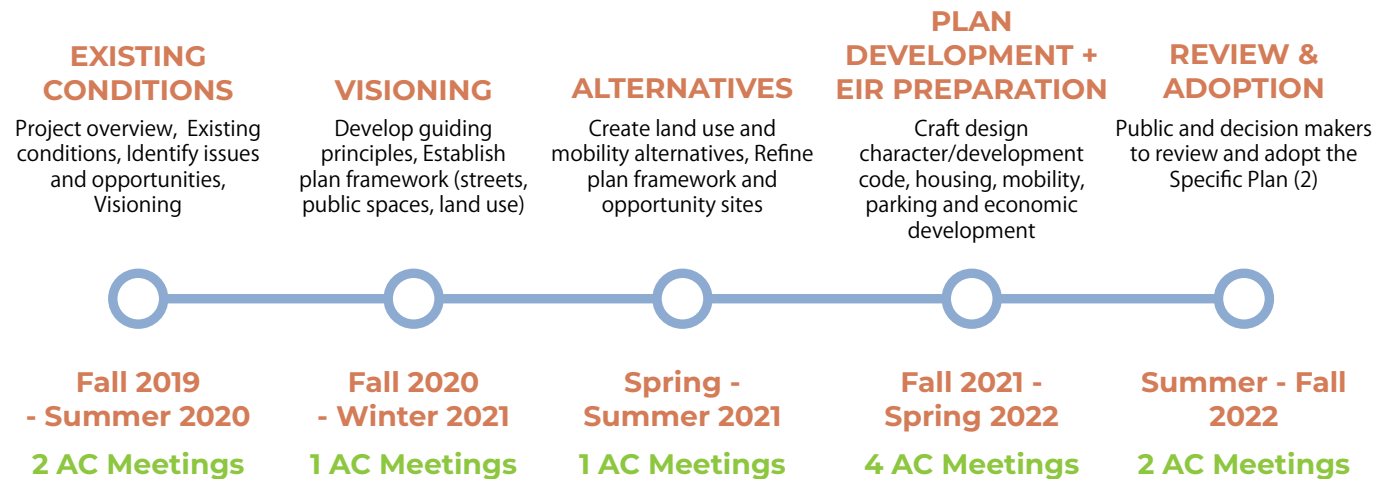 EXISTING
CONDITIONS
Project overview, Existing
conditions, Identify issues
and opportunities,
Visioning
Fall 2019
- Summer 2020
2 AC Meetings
VISIONING
Develop guiding
principles, Establish
plan framework (streets,
public spaces, land use)
Fall 2020
- Winter 2021
1 AC Meetings
ALTERNATIVES
Create land use and
mobility alternatives, Refine
plan framework and
opportunity sites
Spring -
Summer 2021
1 AC Meetings
PLAN
DEVELOPMENT +
EIR PREPARATION
Craft design
character/development
code, housing, mobility,
parking and economic
development
Fall 2021 -
Spring 2022
4 AC Meetings
REVIEW &
ADOPTION
Public and decision makers
to review and adopt the
Specific Plan (2)
Summer - Fall
2022
2 AC Meetings